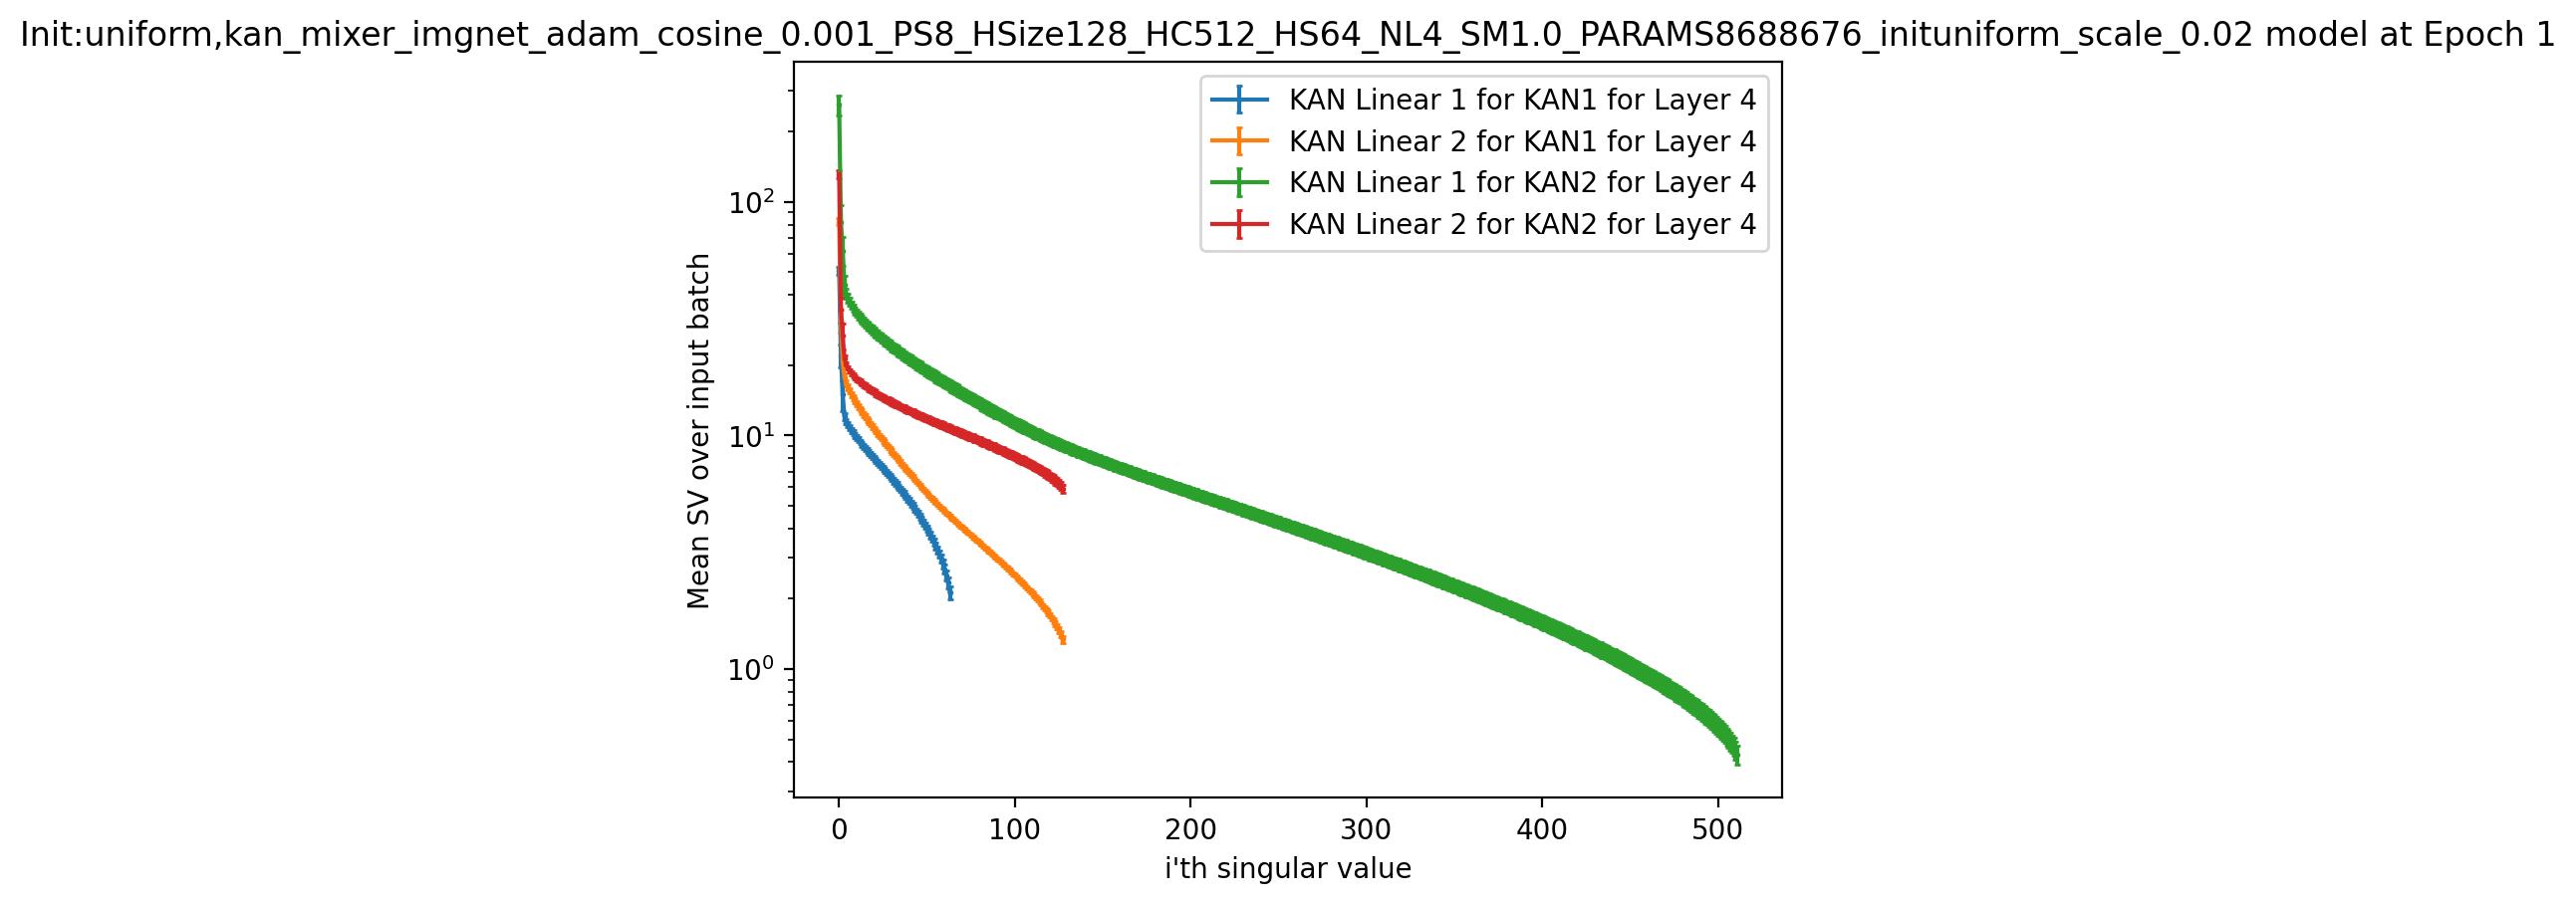 Init:uniform,kan_mixer_imgnet_adam_cosine_0.001_PS8_HSize128_HC512_HS64_NL4_SM1.0_PARAMS8688676_inituniform_scale_0.02 model at Epoch 1
KAN Linear 1 for KAN1 for Layer 4
KAN Linear 2 for KAN1 for Layer 4
KAN Linear 1 for KAN2 for Layer 4
KAN Linear 2 for KAN2 for Layer 4
Mean SV over input batch
10²
10¹
10⁰
0 100 200 300 400 500
i'th singular value